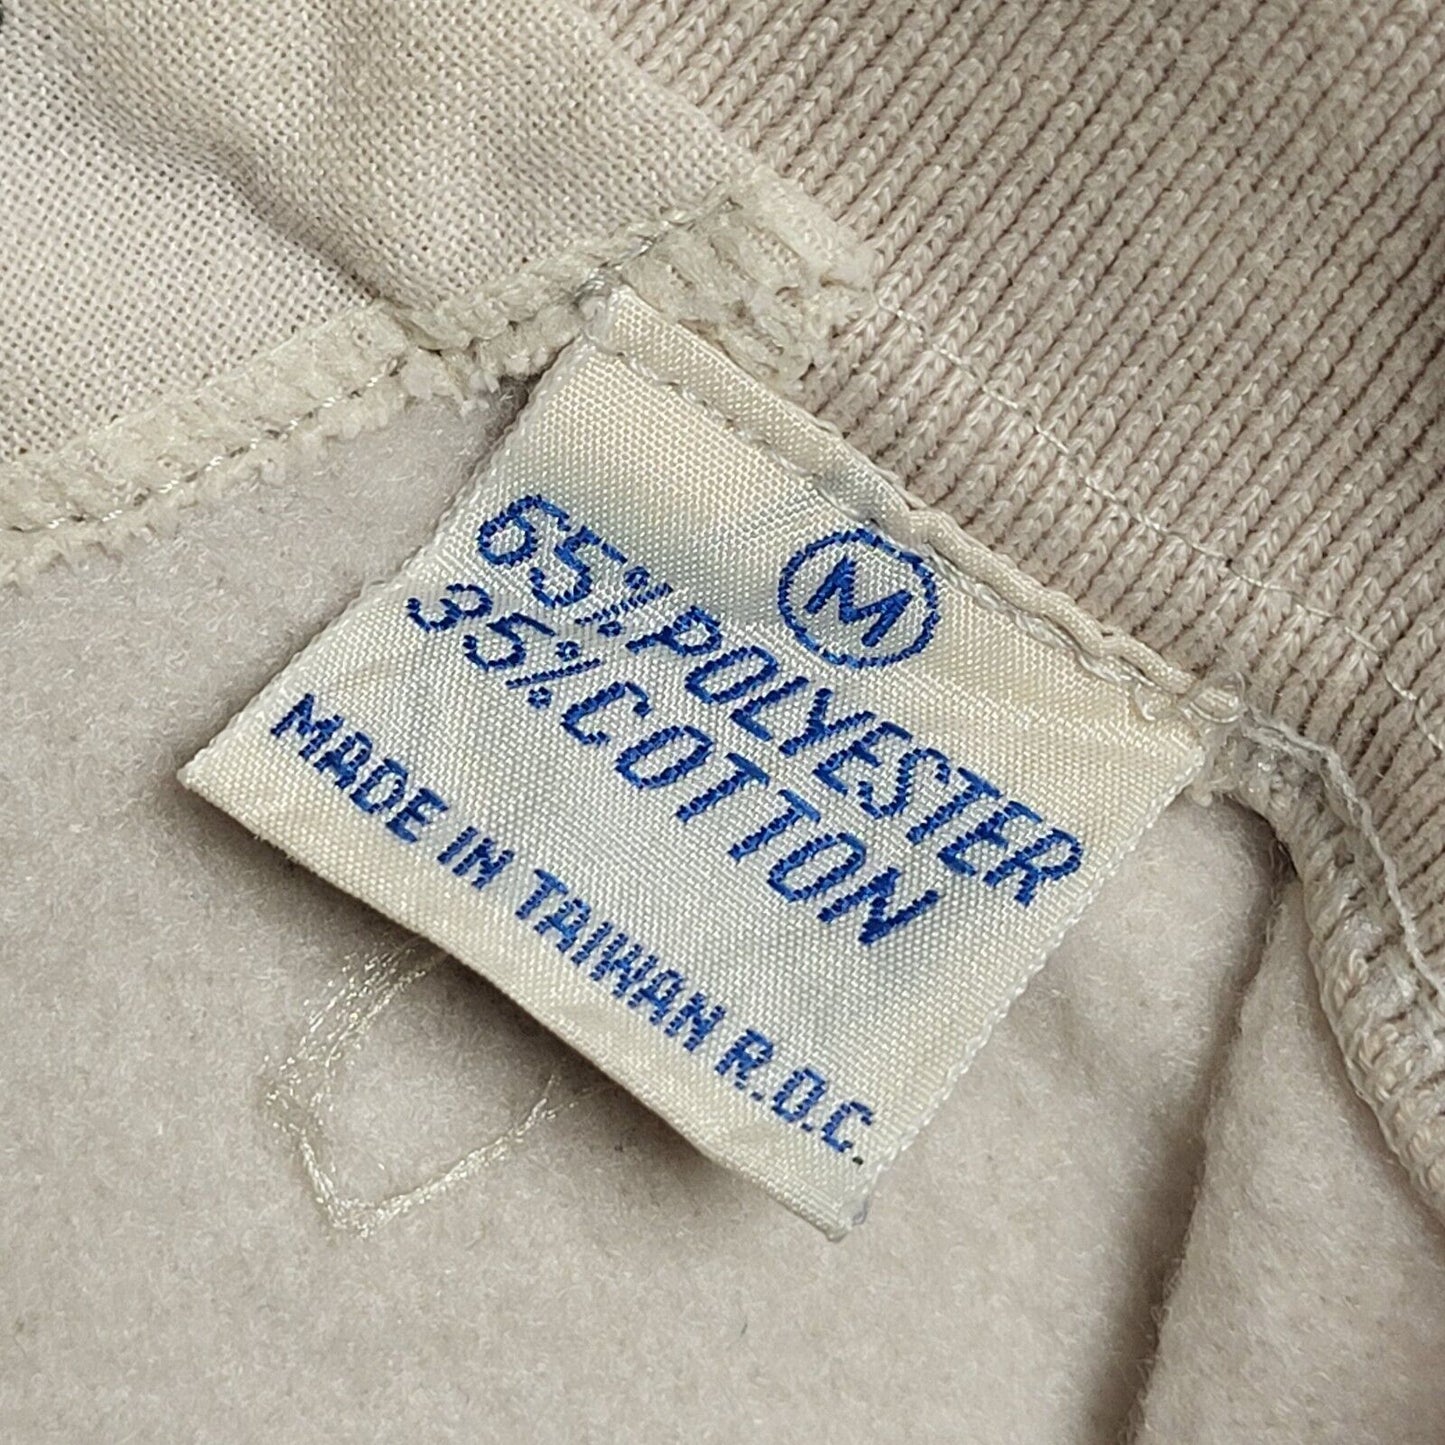 M
65% POLYESTER
35% COTTON
MADE IN TAIWAN R.O.C.